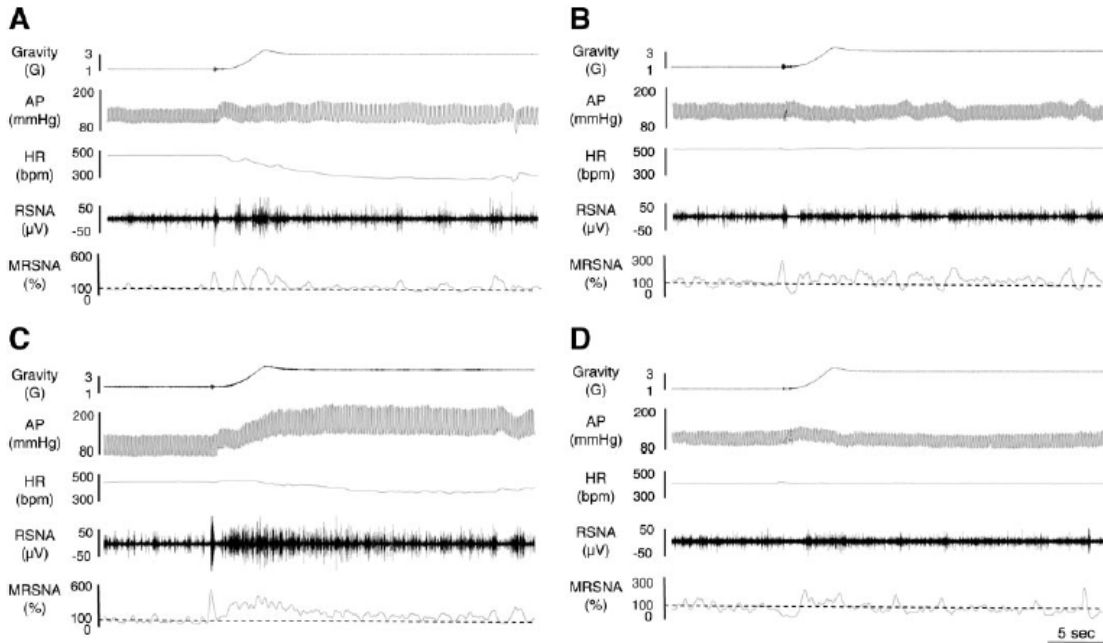 A
Gravity
(G)
3
1
AP
(mmHg)
200
80
HR
(bpm)
500
300
RSNA
(µV)
50
-50
MRSNA
(%)
600
100
0
B
Gravity
(G)
3
1
AP
(mmHg)
200
80
HR
(bpm)
500
300
RSNA
(µV)
50
-50
MRSNA
(%)
300
100
0
C
Gravity
(G)
3
1
AP
(mmHg)
200
80
HR
(bpm)
500
300
RSNA
(µV)
50
-50
MRSNA
(%)
600
100
0
D
Gravity
(G)
3
1
AP
(mmHg)
200
80
HR
(bpm)
500
300
RSNA
(µV)
50
-50
MRSNA
(%)
300
100
0
5 sec